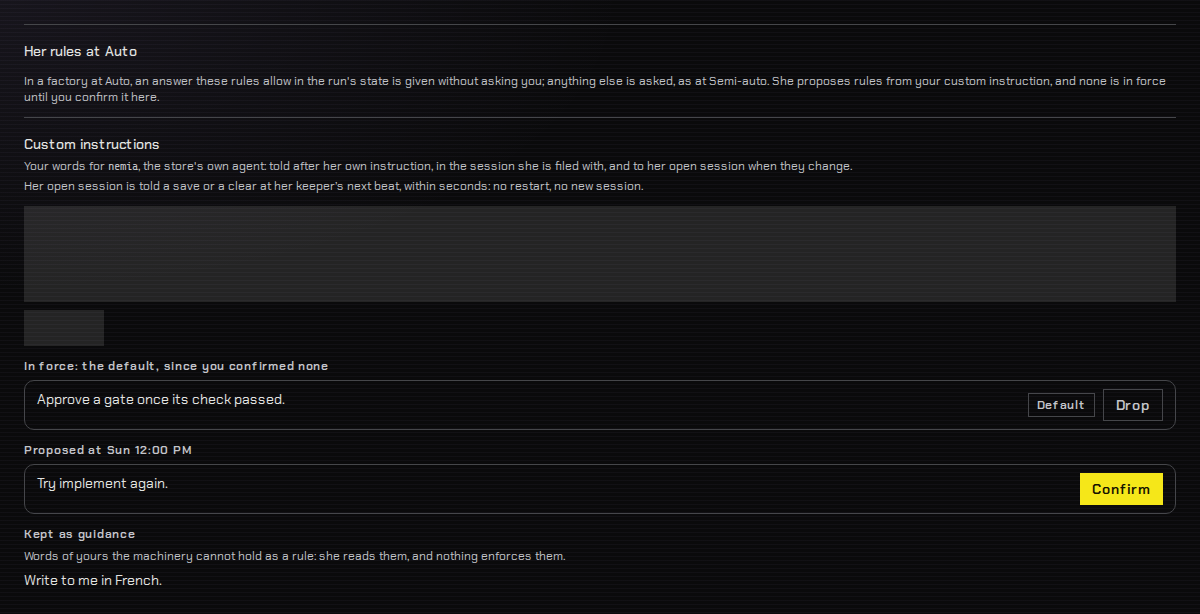 Her rules at Auto
In a factory at Auto, an answer these rules allow in the run's state is given without asking you; anything else is asked, as at Semi-auto. She proposes rules from your custom instruction, and none is in force
until you confirm it here.
Custom instructions
Your words for nemia, the store's own agent: told after her own instruction, in the session she is filed with, and to her open session when they change.
Her open session is told a save or a clear at her keeper's next beat, within seconds: no restart, no new session.
In force: the default, since you confirmed none
Approve a gate once its check passed.
Default
Drop
Proposed at Sun 12:00 PM
Try implement again.
Confirm
Kept as guidance
Words of yours the machinery cannot hold as a rule: she reads them, and nothing enforces them.
Write to me in French.